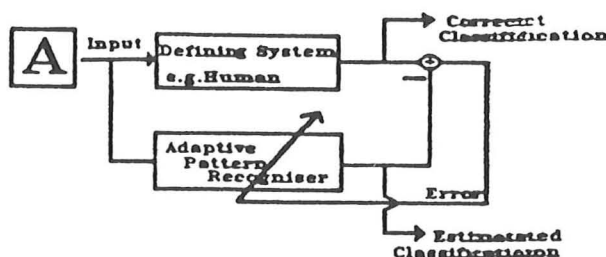 A
Input
Defining System
e.g.Human
Correct
Classification
+
Adaptive
Pattern
Recogniser
Error
Estimated
Classification